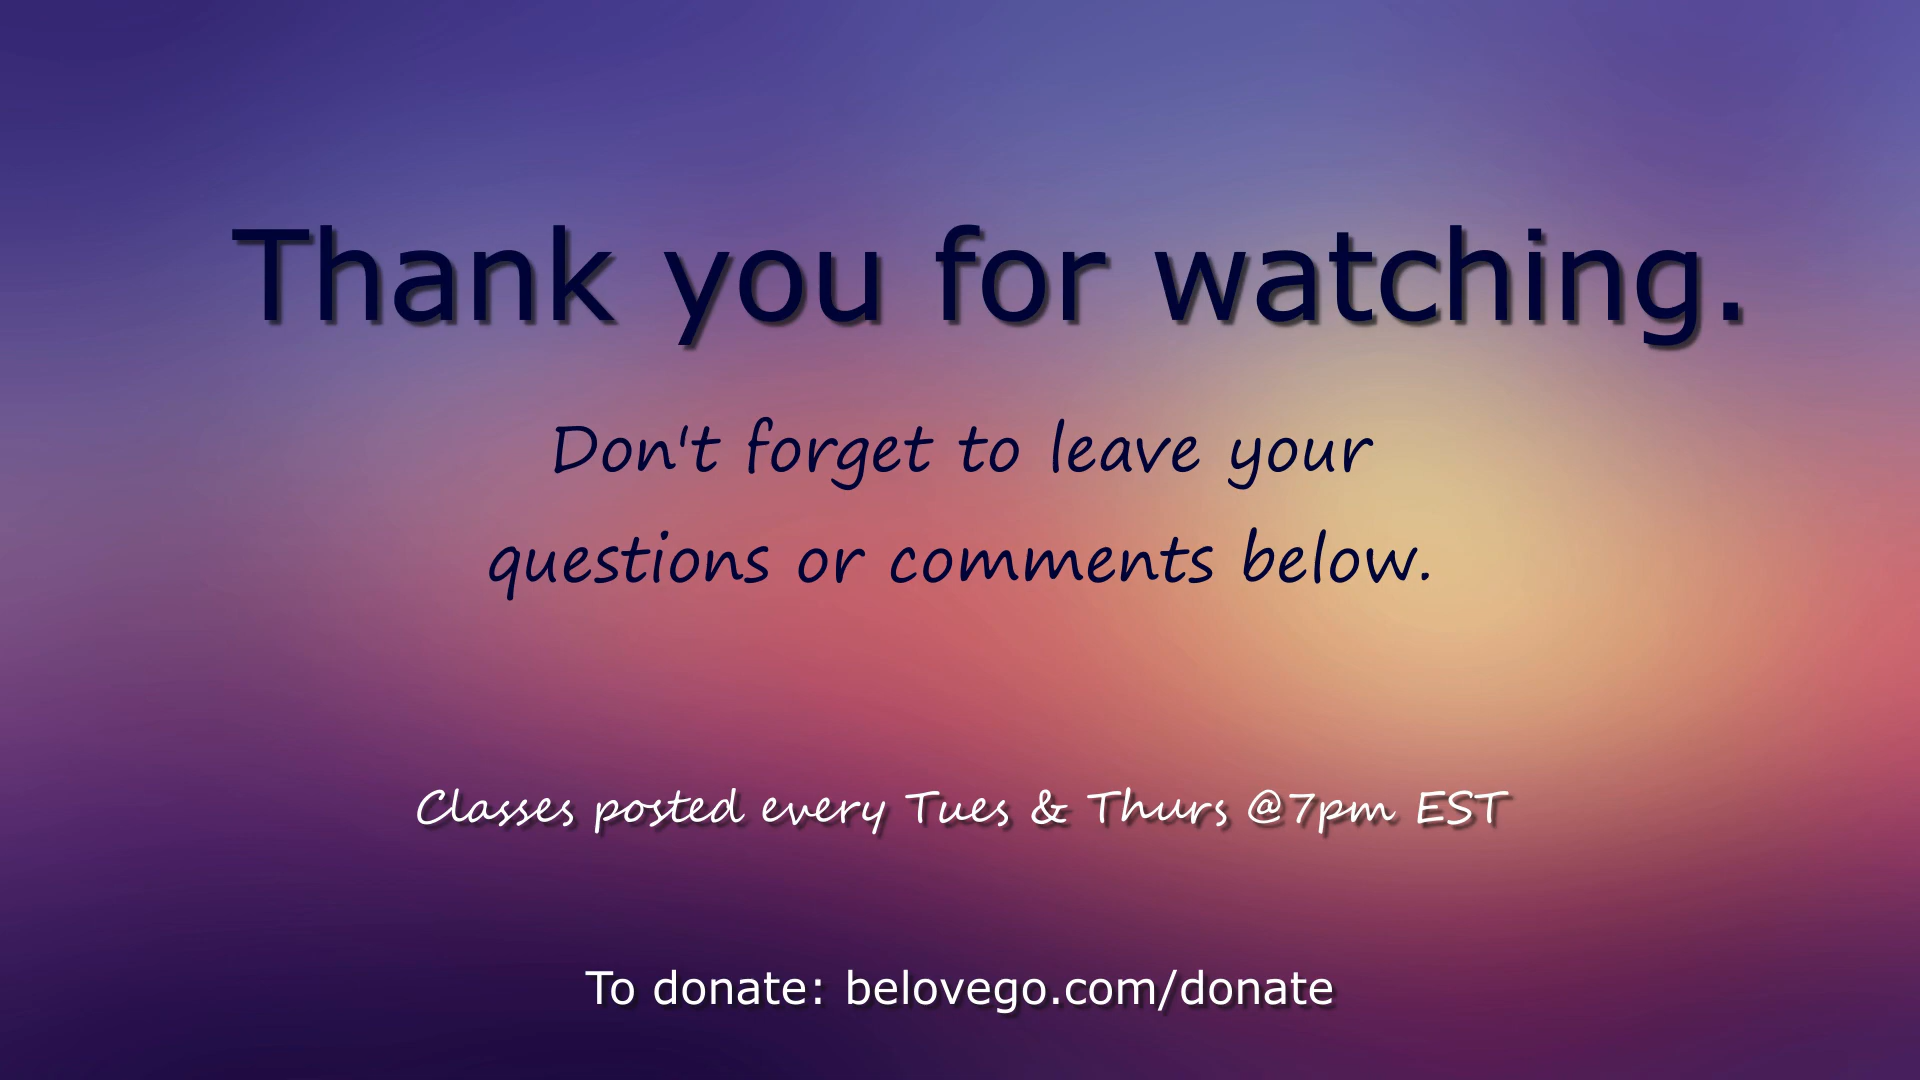 Thank you for watching.
Don't forget to leave your
questions or comments below.
Classes posted every Tues & Thurs @7pm EST
To donate: belovego.com/donate